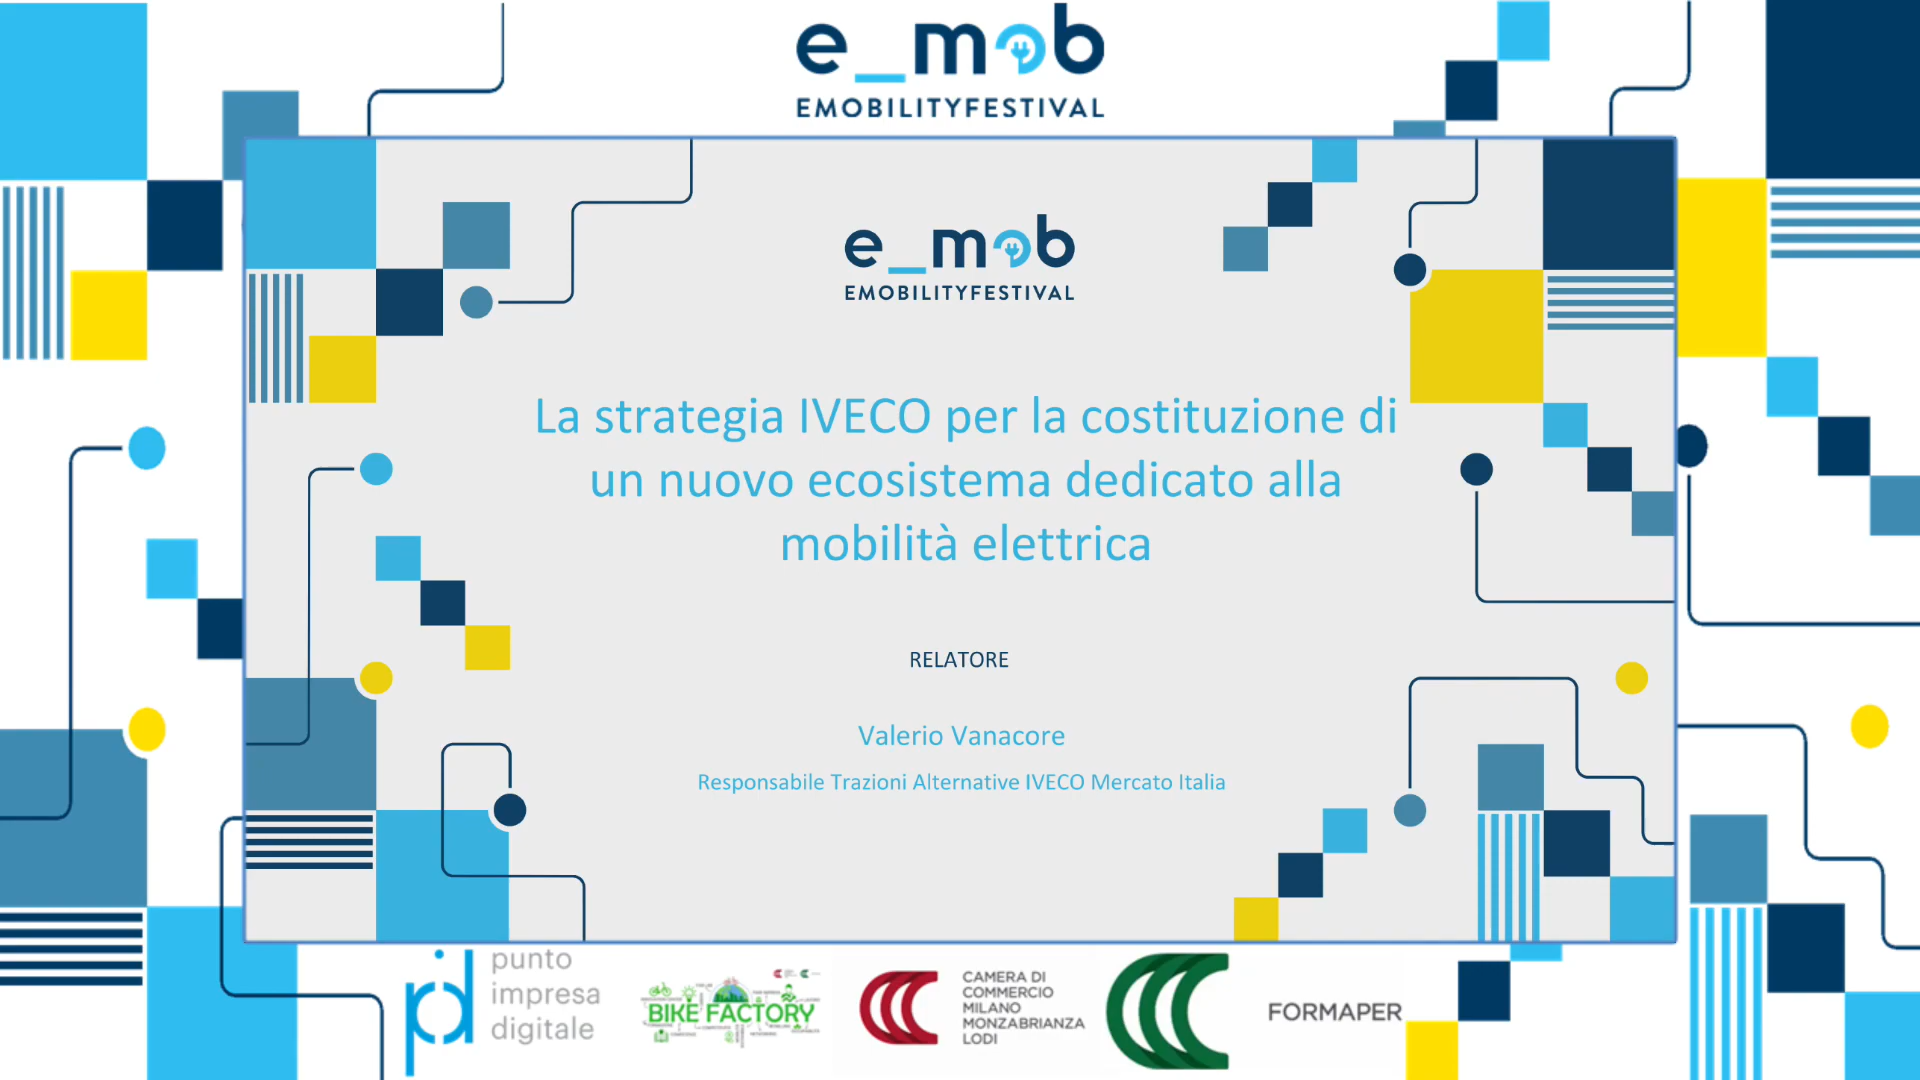 e_mob
EMOBILITYFESTIVAL
e_mob
EMOBILITYFESTIVAL
La strategia IVECO per la costituzione di
un nuovo ecosistema dedicato alla
mobilità elettrica
RELATORE
Valerio Vanacore
Responsabile Trazioni Alternative IVECO Mercato Italia
pid
punto
impresa
digitale
BIKE FACTORY
CAMERA DI
COMMERCIO
MILANO
MONZABRIANZA
LODI
FORMAPER